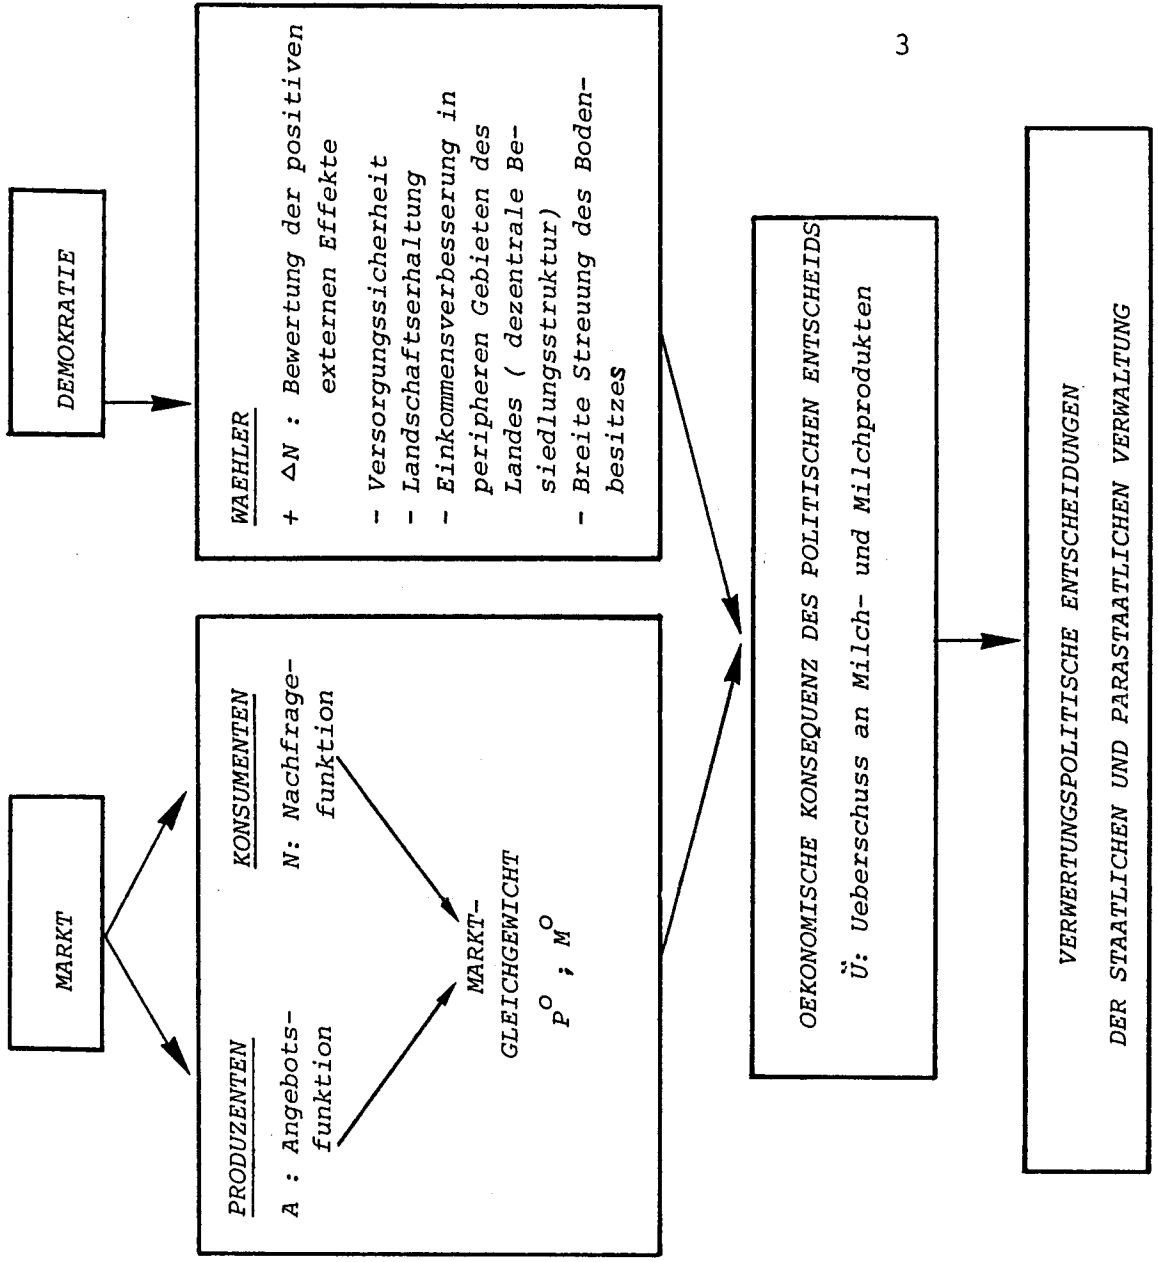 3
MARKT
PRODUZENTEN
A : Angebots-
funktion
KONSUMENTEN
N: Nachfrage-
funktion
MARKT-
GLEICHGEWICHT
P° ; M°
DEMOKRATIE
WAEHLER
+ ΔN : Bewertung der positiven
externen Effekte
- Versorgungssicherheit
- Landschaftserhaltung
- Einkommensverbesserung in
peripheren Gebieten des
Landes ( dezentrale Be-
siedlungsstruktur)
- Breite Streuung des Boden-
besitzes
OEKONOMISCHE KONSEQUENZ DES POLITISCHEN ENTSCHEIDS
Ü: Ueberschuss an Milch- und Milchprodukten
VERWERTUNGSPOLITISCHE ENTSCHEIDUNGEN
DER STAATLICHEN UND PARASTAATLICHEN VERWALTUNG